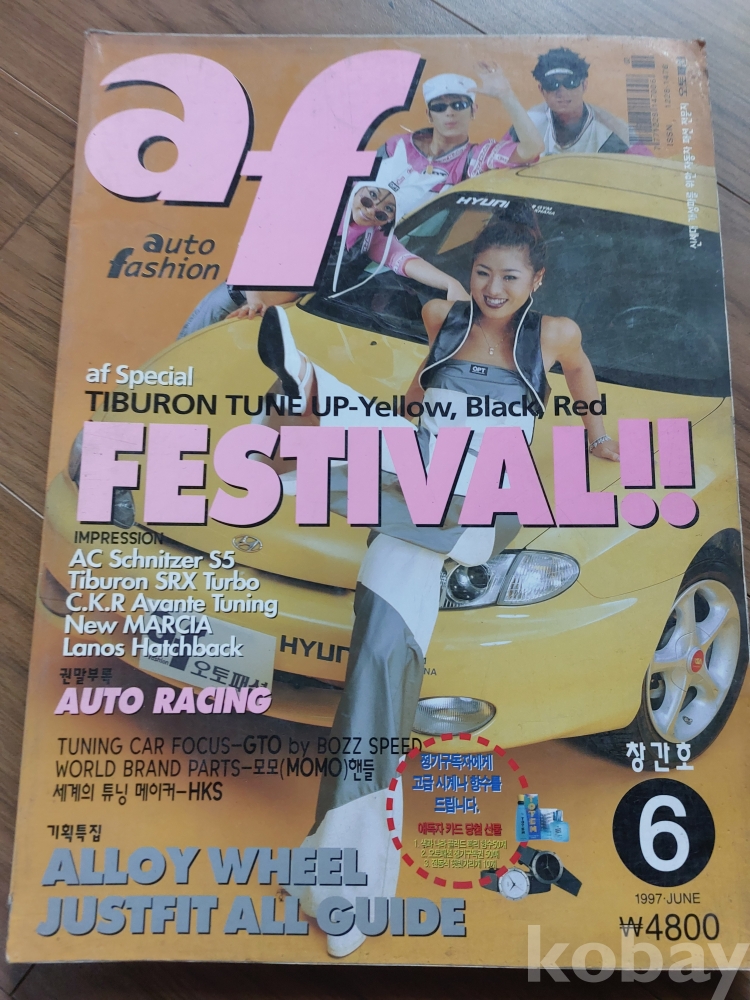 af
auto
fashion
ISSN 1228-1476
HYUNDAI
OPT
af Special
TIBURON TUNE UP-Yellow, Black, Red
FESTIVAL!!
IMPRESSION
AC Schnitzer S5
Tiburon SRX Turbo
C.K.R Avante Tuning
New MARCIA
Lanos Hatchback
오토패션
HYUN
권말부록
AUTO RACING
TUNING CAR FOCUS-GTO by BOZZ SPEED
WORLD BRAND PARTS-모모(MOMO)핸들
세계의 튜닝 메이커-HKS
정기구독자에게
고급 시계나 향수를
드립니다.
애독자 카드 당첨 선물
창간호
6
1997·JUNE
₩4800
기획특집
ALLOY WHEEL
JUSTFIT ALL GUIDE
kobay